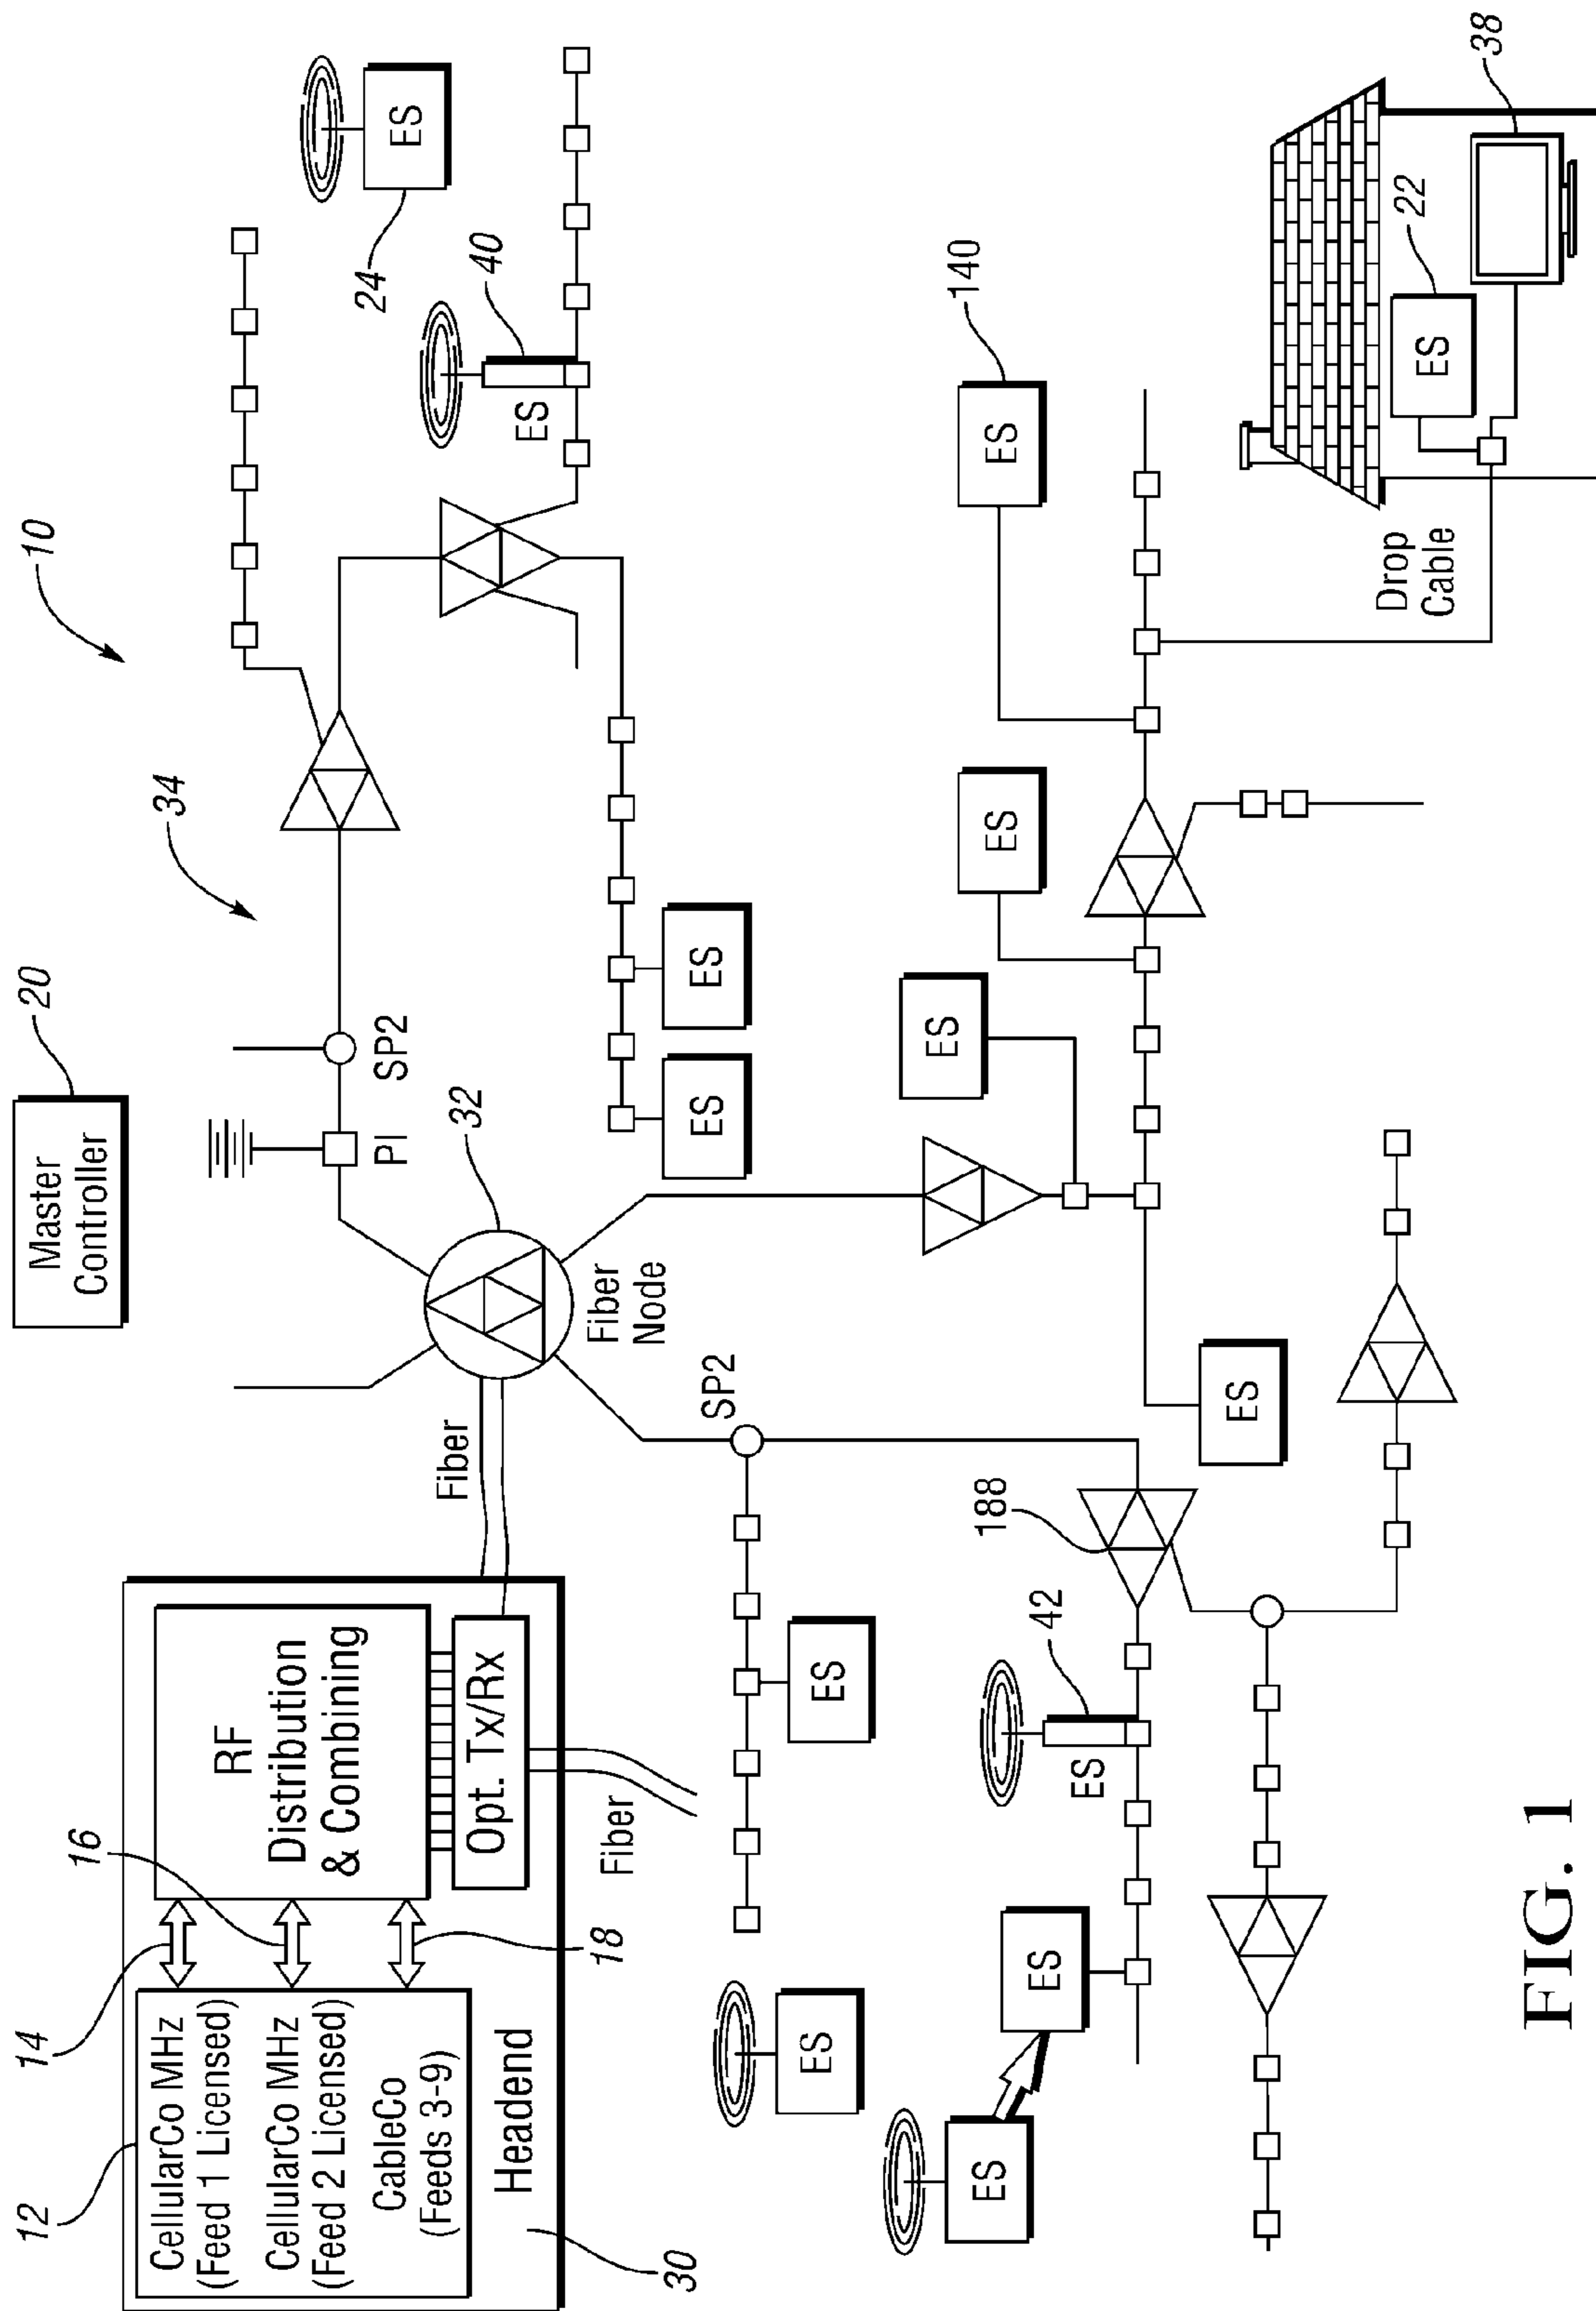 10
Master
Controller
20
34
14
16
12
CellularCo MHz
(Feed 1 Licensed)
CellularCo MHz
(Feed 2 Licensed)
CableCo
(Feeds 3-9)
Headend
30
18
RF
Distribution
& Combining
Opt. Tx/Rx
Fiber
Fiber
32
Fiber
Node
PI
SP2
24
ES
40
ES
ES
ES
SP2
ES
ES
ES
ES
ES
42
188
ES
ES
ES
140
ES
ES
Drop
Cable
22
ES
38
FIG. 1